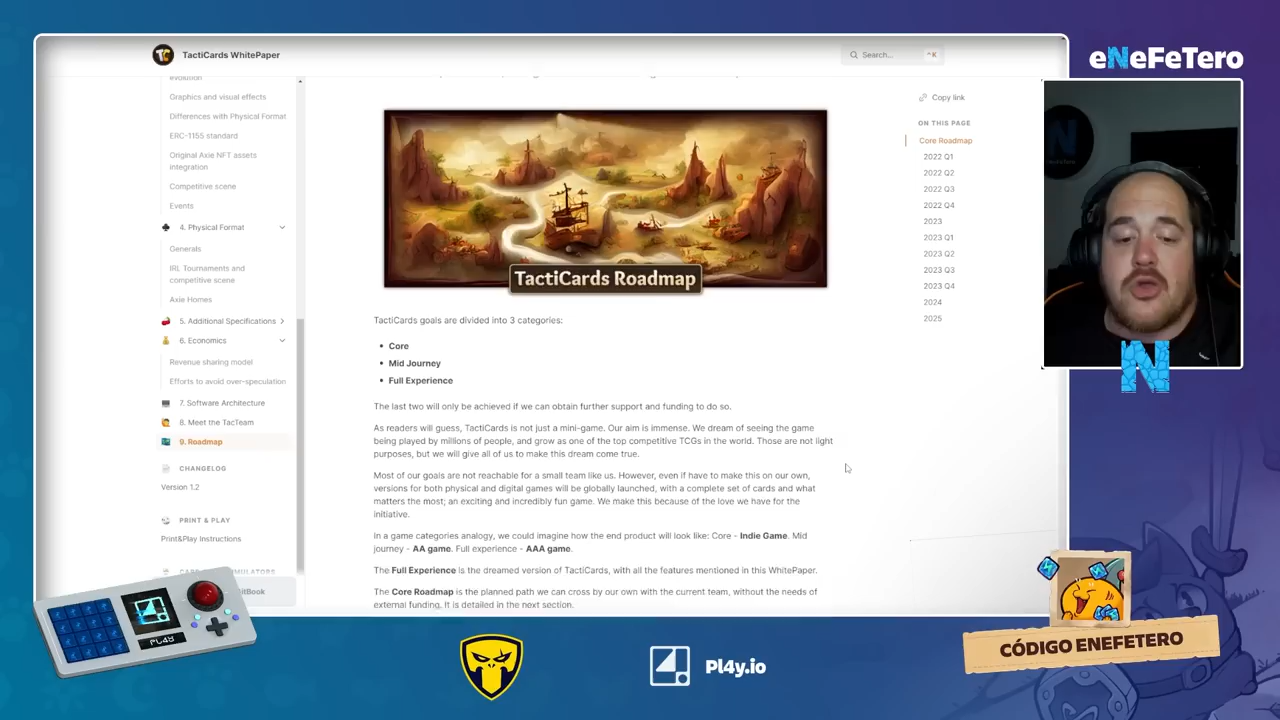 TactiCards WhitePaper
Search...
eNeFeTero
evolution
Graphics and visual effects
Differences with Physical Format
ERC-1155 standard
Original Axie NFT assets
integration
Competitive scene
Events
4. Physical Format
Generals
IRL Tournaments and
competitive scene
Axie Homes
5. Additional Specifications
6. Economics
Revenue sharing model
Efforts to avoid over-speculation
7. Software Architecture
8. Meet the TacTeam
9. Roadmap
CHANGELOG
Version 1.2
PRINT & PLAY
Print&Play Instructions
TactiCards Roadmap
TactiCards goals are divided into 3 categories:
• Core
• Mid Journey
• Full Experience
The last two will only be achieved if we can obtain further support and funding to do so.
As readers will guess, TactiCards is not just a mini-game. Our aim is immense. We dream of seeing the game
being played by millions of people, and grow as one of the top competitive TCGs in the world. Those are not light
purposes, but we will give all of us to make this dream come true.
Most of our goals are not reachable for a small team like us. However, even if have to make this on our own,
versions for both physical and digital games will be globally launched, with a complete set of cards and what
matters the most; an exciting and incredibly fun game. We make this because of the love we have for the
initiative.
In a game categories analogy, we could imagine how the end product will look like: Core - Indie Game. Mid
journey - AA game. Full experience - AAA game.
The Full Experience is the dreamed version of TactiCards, with all the features mentioned in this WhitePaper.
The Core Roadmap is the planned path we can cross by our own with the current team, without the needs of
external funding. It is detailed in the next section.
Copy link
ON THIS PAGE
Core Roadmap
2022 Q1
2022 Q2
2022 Q3
2022 Q4
2023
2023 Q1
2023 Q2
2023 Q3
2023 Q4
2024
2025
N
PLAY
Pl4y.io
CÓDIGO ENEFETERO